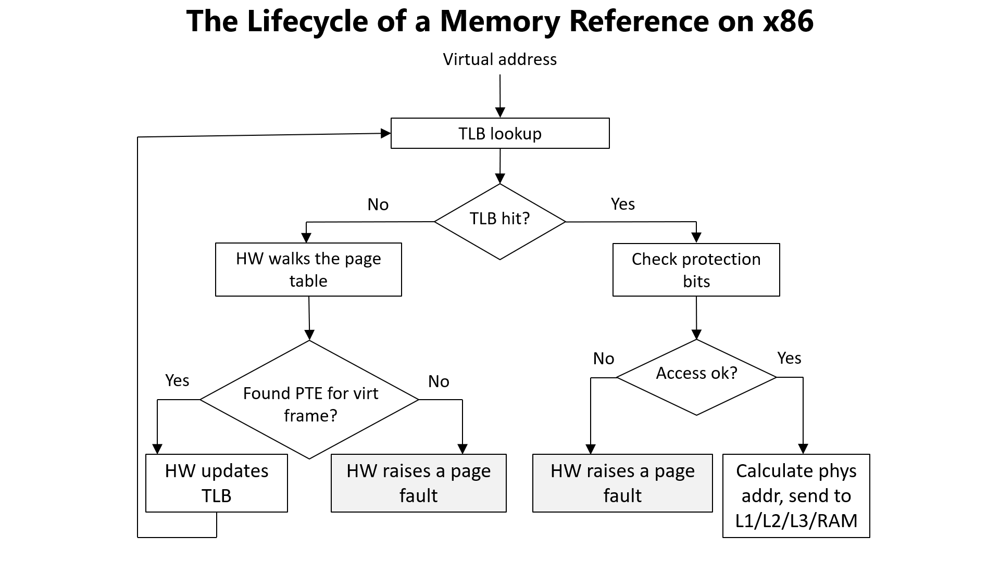 The Lifecycle of a Memory Reference on x86
Virtual address
TLB lookup
TLB hit?
No
Yes
HW walks the page
table
Check protection
bits
Found PTE for virt
frame?
Yes
No
Access ok?
No
Yes
HW updates
TLB
HW raises a page
fault
HW raises a page
fault
Calculate phys
addr, send to
L1/L2/L3/RAM